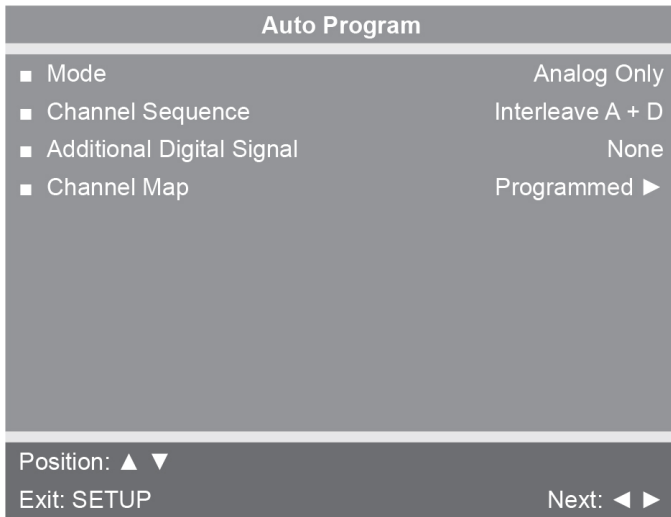 Auto Program
■ Mode Analog Only
■ Channel Sequence Interleave A + D
■ Additional Digital Signal None
■ Channel Map Programmed ►
Position: ▲ ▼
Exit: SETUP Next: ◄ ►